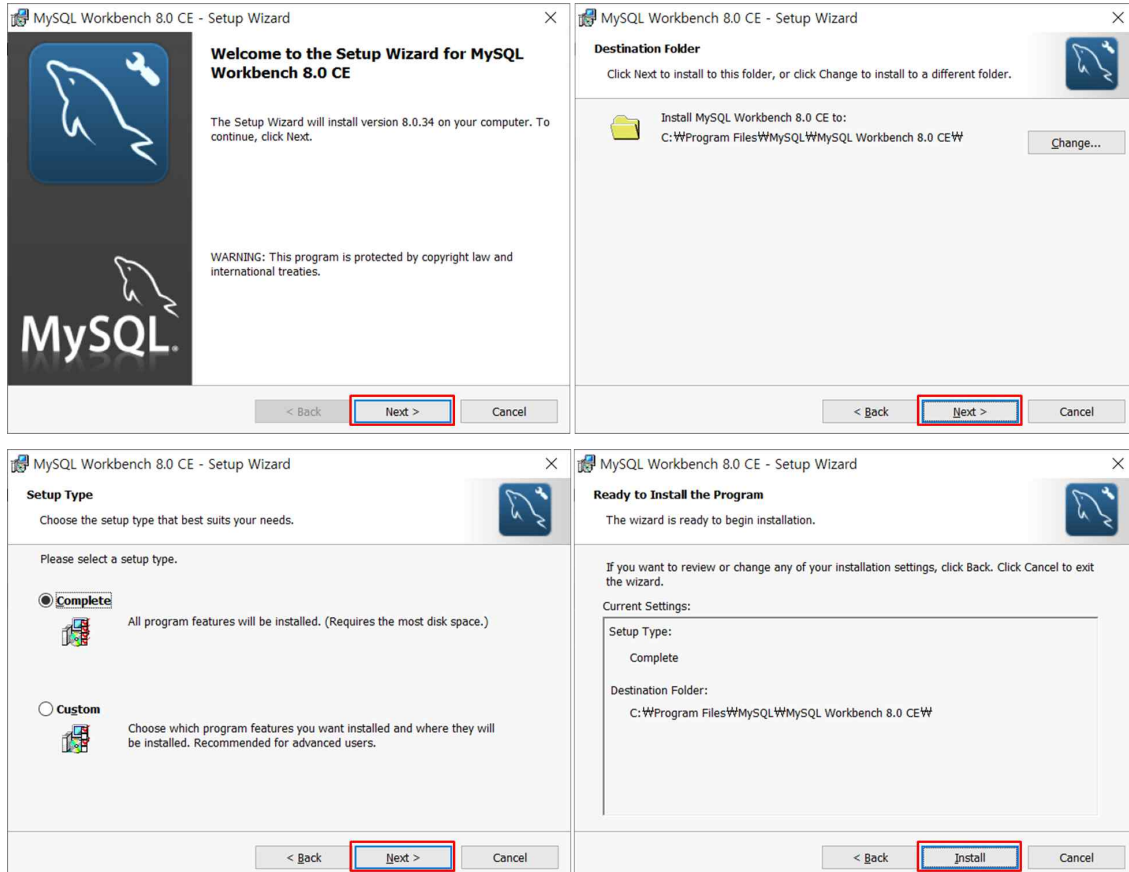 MySQL Workbench 8.0 CE - Setup Wizard
Welcome to the Setup Wizard for MySQL
Workbench 8.0 CE
The Setup Wizard will install version 8.0.34 on your computer. To
continue, click Next.
WARNING: This program is protected by copyright law and
international treaties.
MySQL.
< Back
Next >
Cancel
MySQL Workbench 8.0 CE - Setup Wizard
Destination Folder
Click Next to install to this folder, or click Change to install to a different folder.
Install MySQL Workbench 8.0 CE to:
C:₩Program Files₩MySQL₩MySQL Workbench 8.0 CE₩
Change...
< Back
Next >
Cancel
MySQL Workbench 8.0 CE - Setup Wizard
Setup Type
Choose the setup type that best suits your needs.
Please select a setup type.
Complete
All program features will be installed. (Requires the most disk space.)
Custom
Choose which program features you want installed and where they will
be installed. Recommended for advanced users.
< Back
Next >
Cancel
MySQL Workbench 8.0 CE - Setup Wizard
Ready to Install the Program
The wizard is ready to begin installation.
If you want to review or change any of your installation settings, click Back. Click Cancel to exit
the wizard.
Current Settings:
Setup Type:
Complete
Destination Folder:
C:₩Program Files₩MySQL₩MySQL Workbench 8.0 CE₩
< Back
Install
Cancel